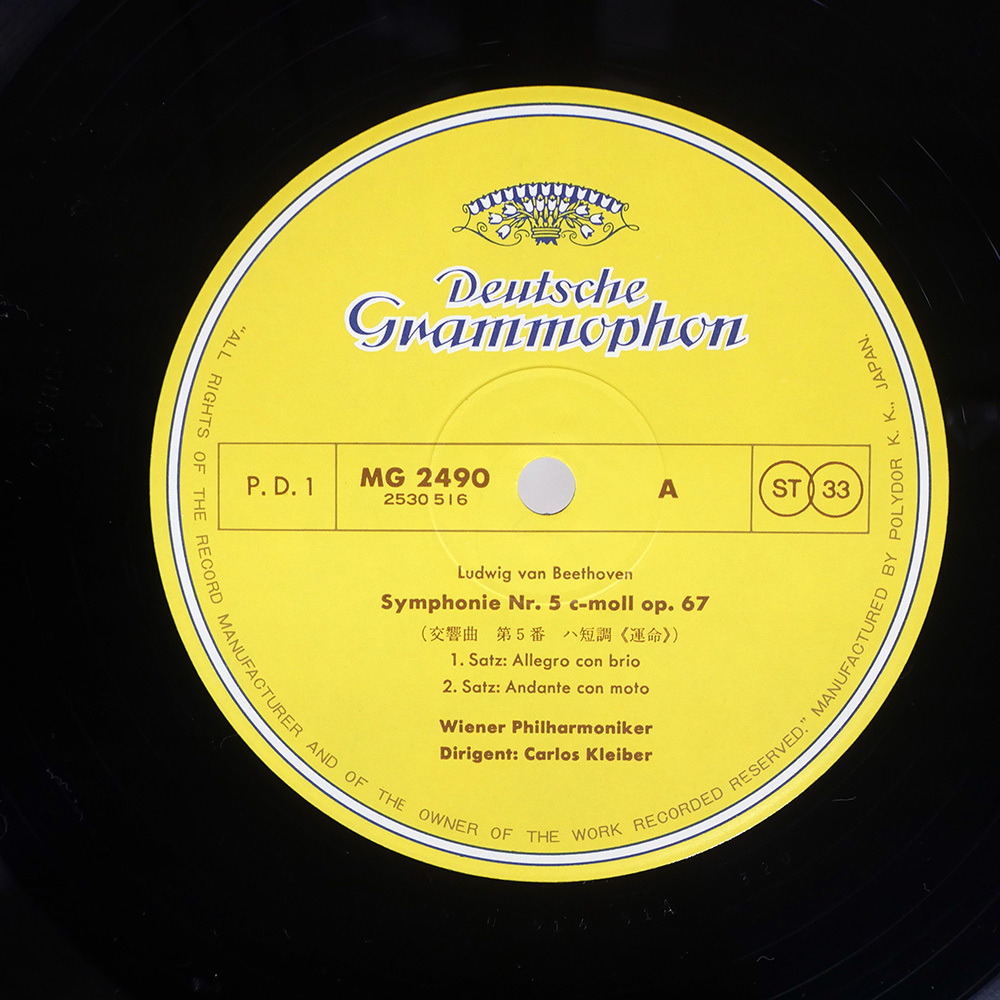 Deutsche
Grammophon
P. D. 1
MG 2490
2530 516
A
ST 33
Ludwig van Beethoven
Symphonie Nr. 5 c-moll op. 67
(交響曲　第5番　ハ短調《運命》)
1. Satz: Allegro con brio
2. Satz: Andante con moto
Wiener Philharmoniker
Dirigent: Carlos Kleiber
"ALL RIGHTS OF THE RECORD MANUFACTURER AND OF THE OWNER OF THE WORK RECORDED RESERVED." MANUFACTURED BY POLYDOR K. K., JAPAN.